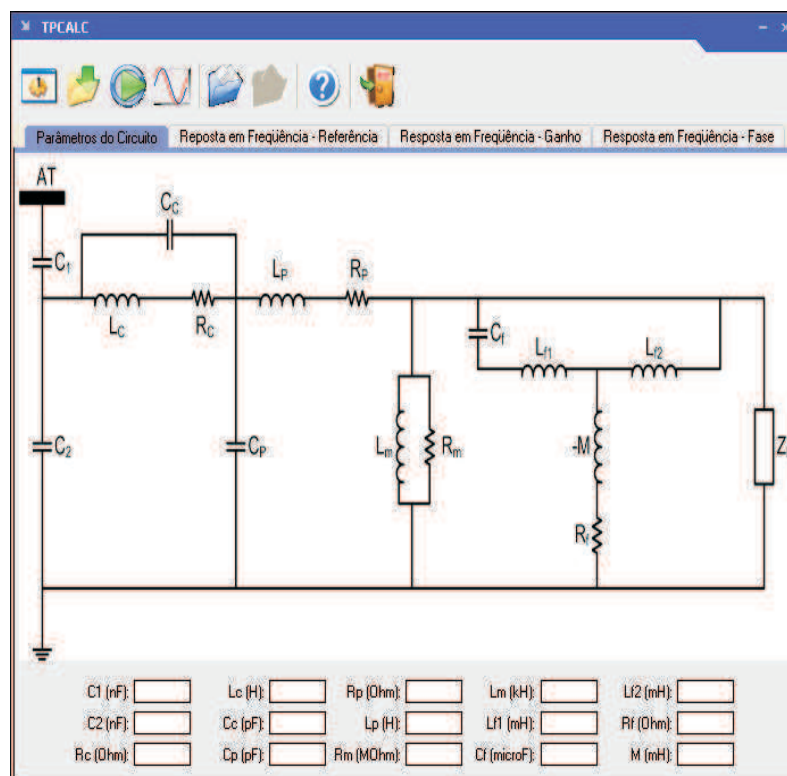 TPCALC
Parâmetros do Circuito Reposta em Freqüência - Referência Resposta em Freqüência - Ganho Resposta em Freqüência - Fase
AT
CC
C1
LP RP
LC RC
Cf
Lf1 Lf2
C2 CP Lm Rm -M Z
Rf
C1 (nF): Lc (H): Rp (Ohm): Lm (kH): Lf2 (mH):
C2 (nF): Cc (pF): Lp (H): Lf1 (mH): Rf (Ohm):
Rc (Ohm): Cp (pF): Rm (MOhm): Cf (microF): M (mH):